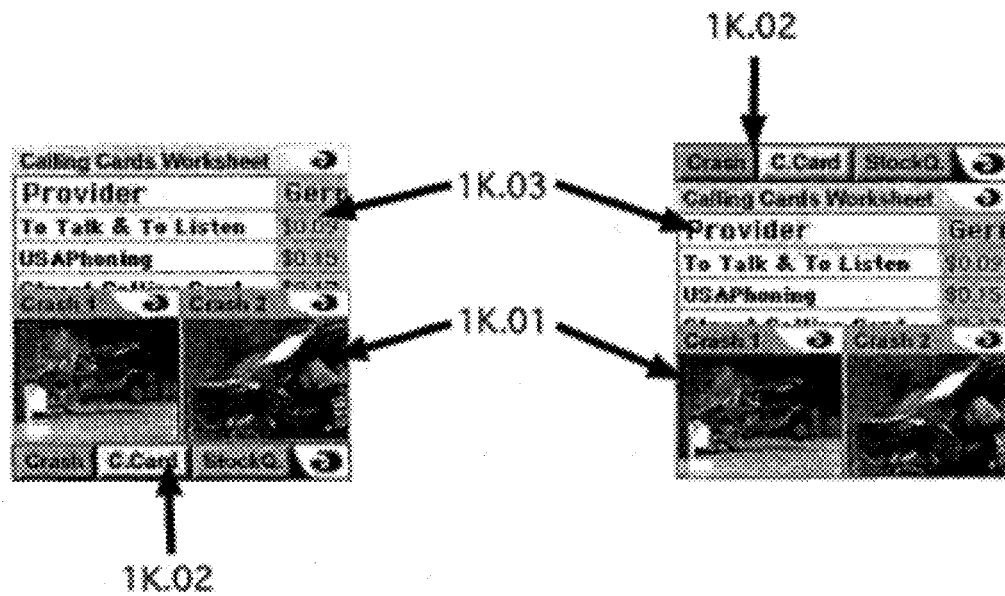 1K.02
Calling Cards Worksheet
Provider Gerr
To Talk & To Listen
USAPhoning
Crash 1 Crash 2
Crash C.Card StockQ
1K.02
1K.03
1K.01
Crash C.Card StockQ
Calling Cards Worksheet
Provider Gerr
To Talk & To Listen
USAPhoning
Crash 1 Crash 2